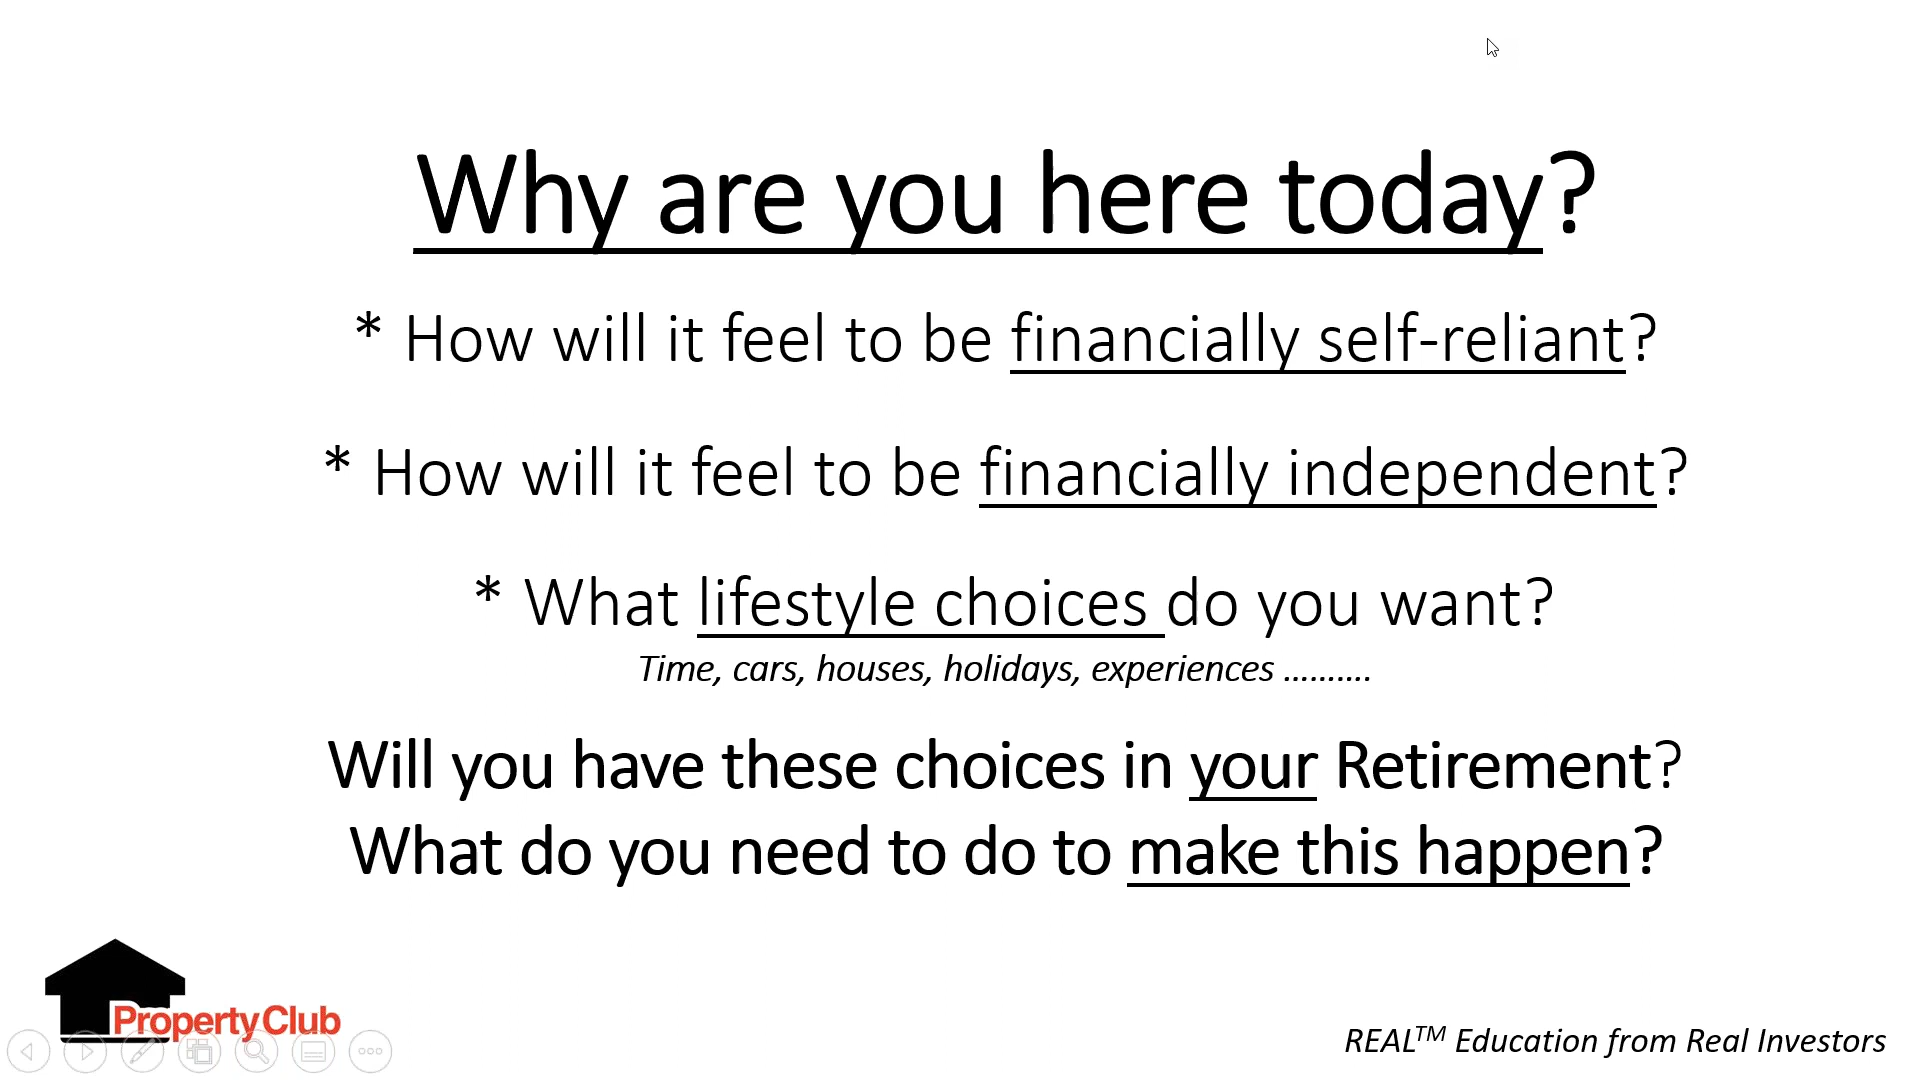 Why are you here today?
* How will it feel to be financially self-reliant?
* How will it feel to be financially independent?
* What lifestyle choices do you want?
Time, cars, houses, holidays, experiences ……….
Will you have these choices in your Retirement?
What do you need to do to make this happen?
PropertyClub
REAL™ Education from Real Investors